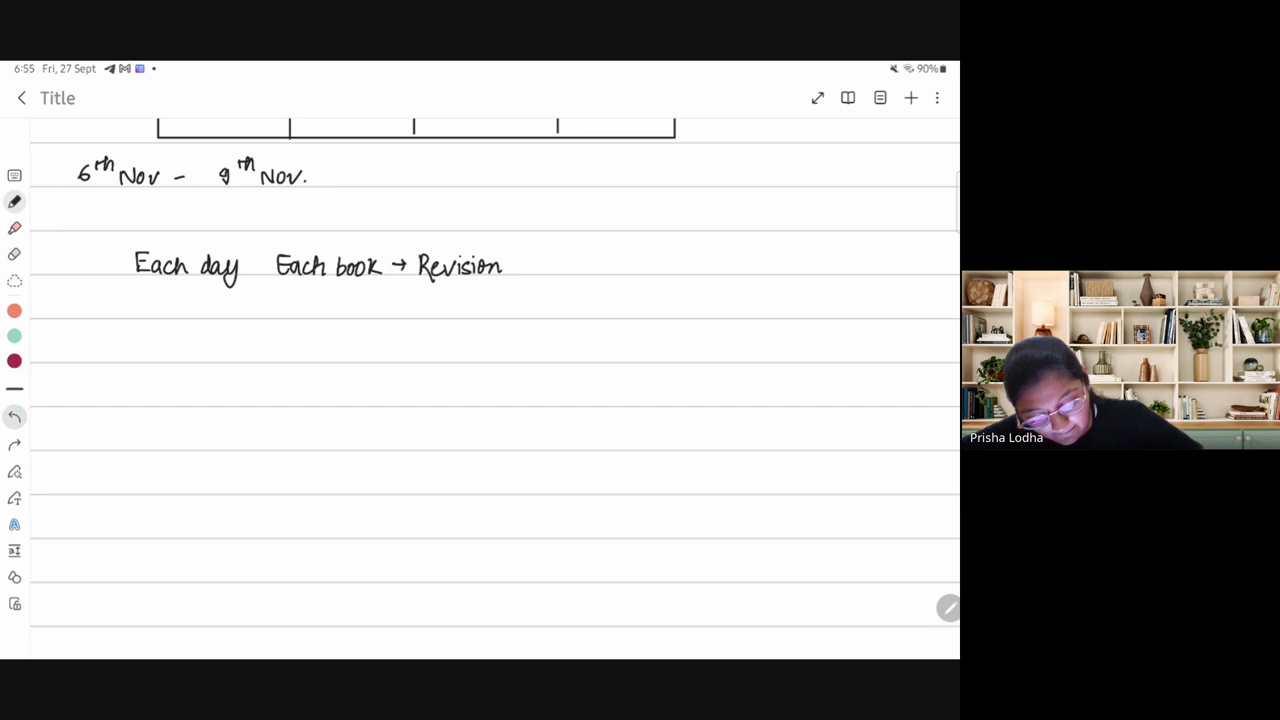 6:55 Fri, 27 Sept
90%
Title
6th Nov - 9th Nov.
Each day Each book → Revision
Prisha Lodha